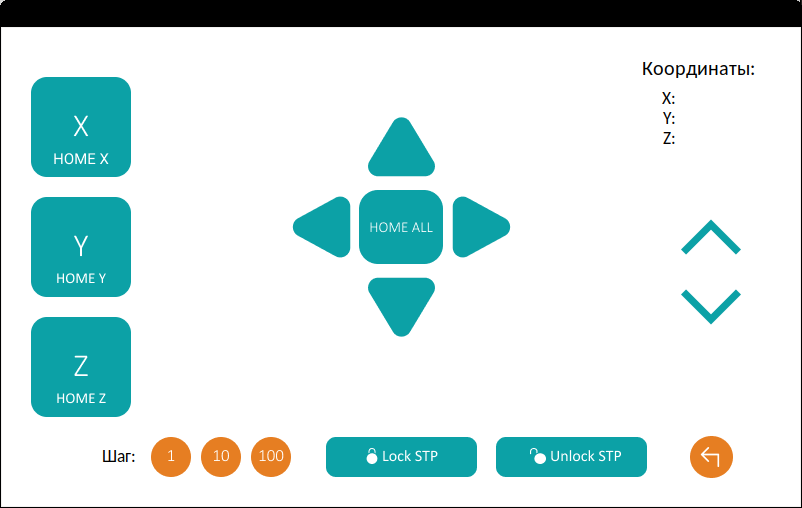 Координаты:
X:
Y:
Z:
X
HOME X
Y
HOME Y
Z
HOME Z
HOME ALL
Шаг: 1 10 100 Lock STP Unlock STP